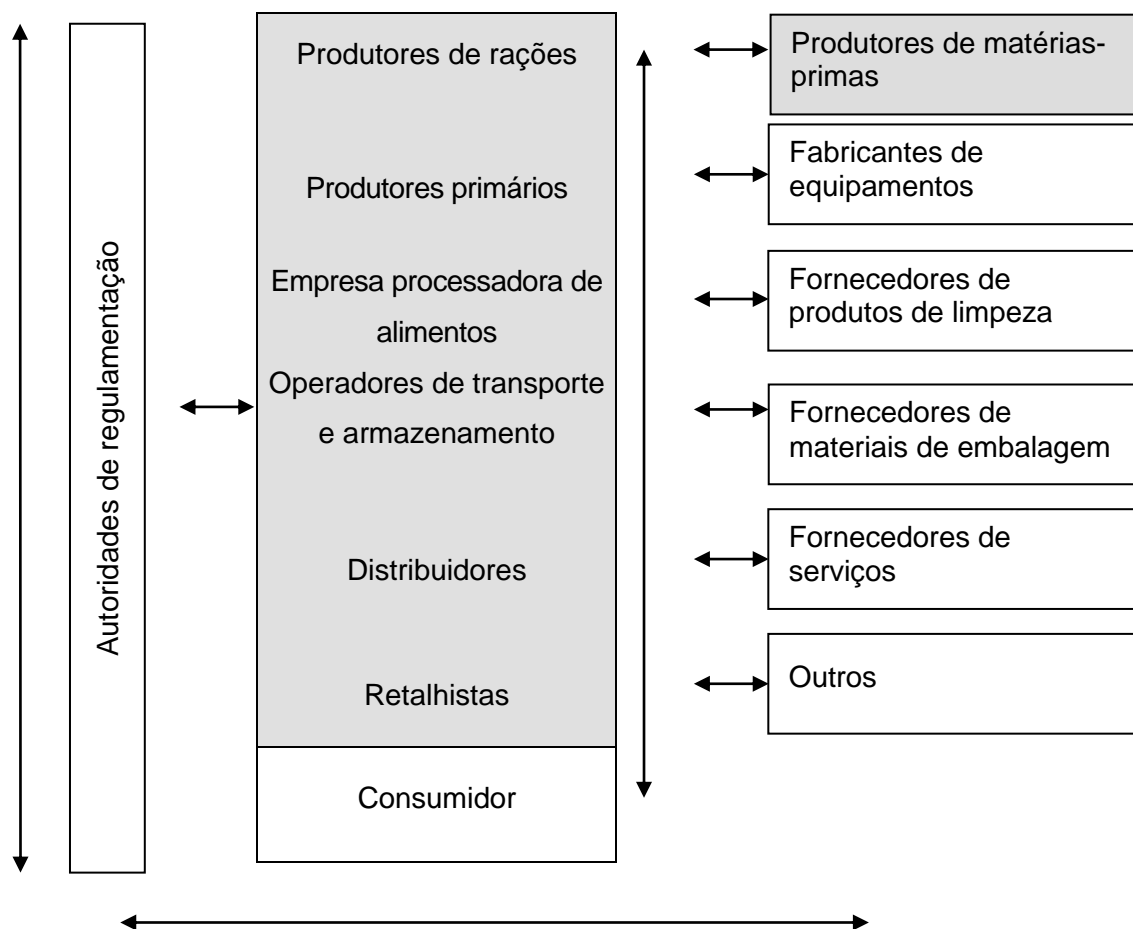 Autoridades de regulamentação
Produtores de rações
Produtores primários
Empresa processadora de
alimentos
Operadores de transporte
e armazenamento
Distribuidores
Retalhistas
Consumidor
Produtores de matérias-
primas
Fabricantes de
equipamentos
Fornecedores de
produtos de limpeza
Fornecedores de
materiais de embalagem
Fornecedores de
serviços
Outros